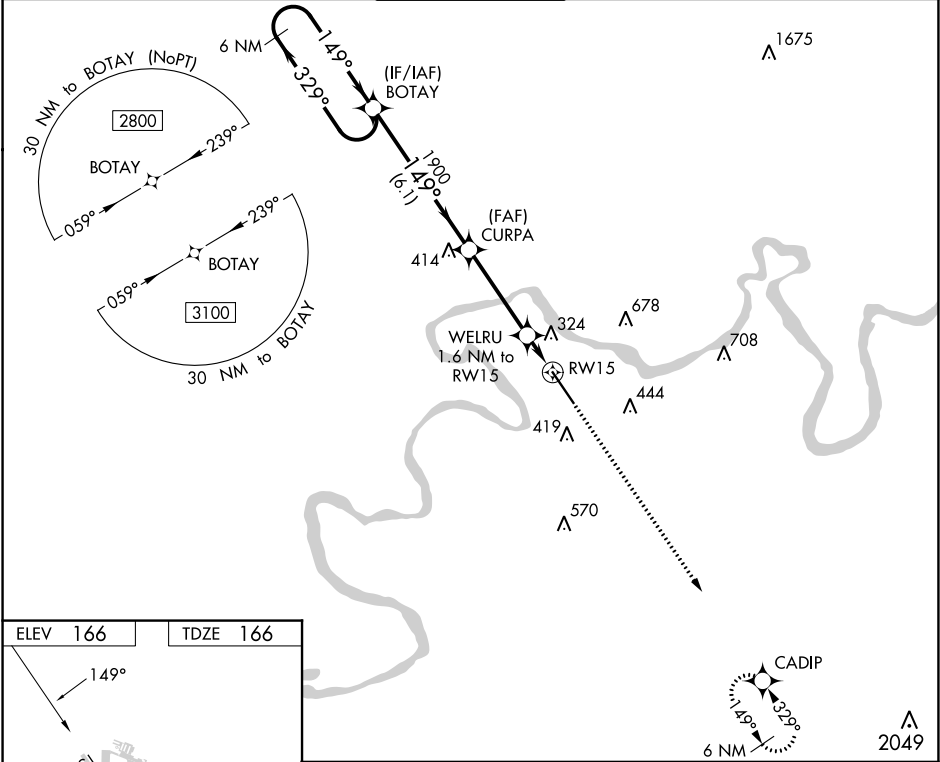 30 NM to BOTAY (NoPT)
2800
BOTAY
239°
059°
239°
BOTAY
059°
3100
30 NM to BOTAY
6 NM
149°
329°
(IF/IAF)
BOTAY
1900
149°
(6.1)
(FAF)
CURPA
414
1675
WELRU
1.6 NM to
RW15
324
RW15
678
708
444
419
570
CADIP
149°
329°
6 NM
2049
ELEV 166
TDZE 166
149°